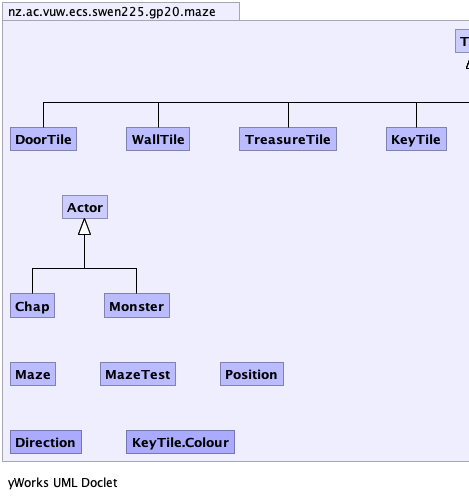 nz.ac.vuw.ecs.swen225.gp20.maze
DoorTile WallTile TreasureTile KeyTile
Actor
Chap Monster
Maze MazeTest Position
Direction KeyTile.Colour
yWorks UML Doclet